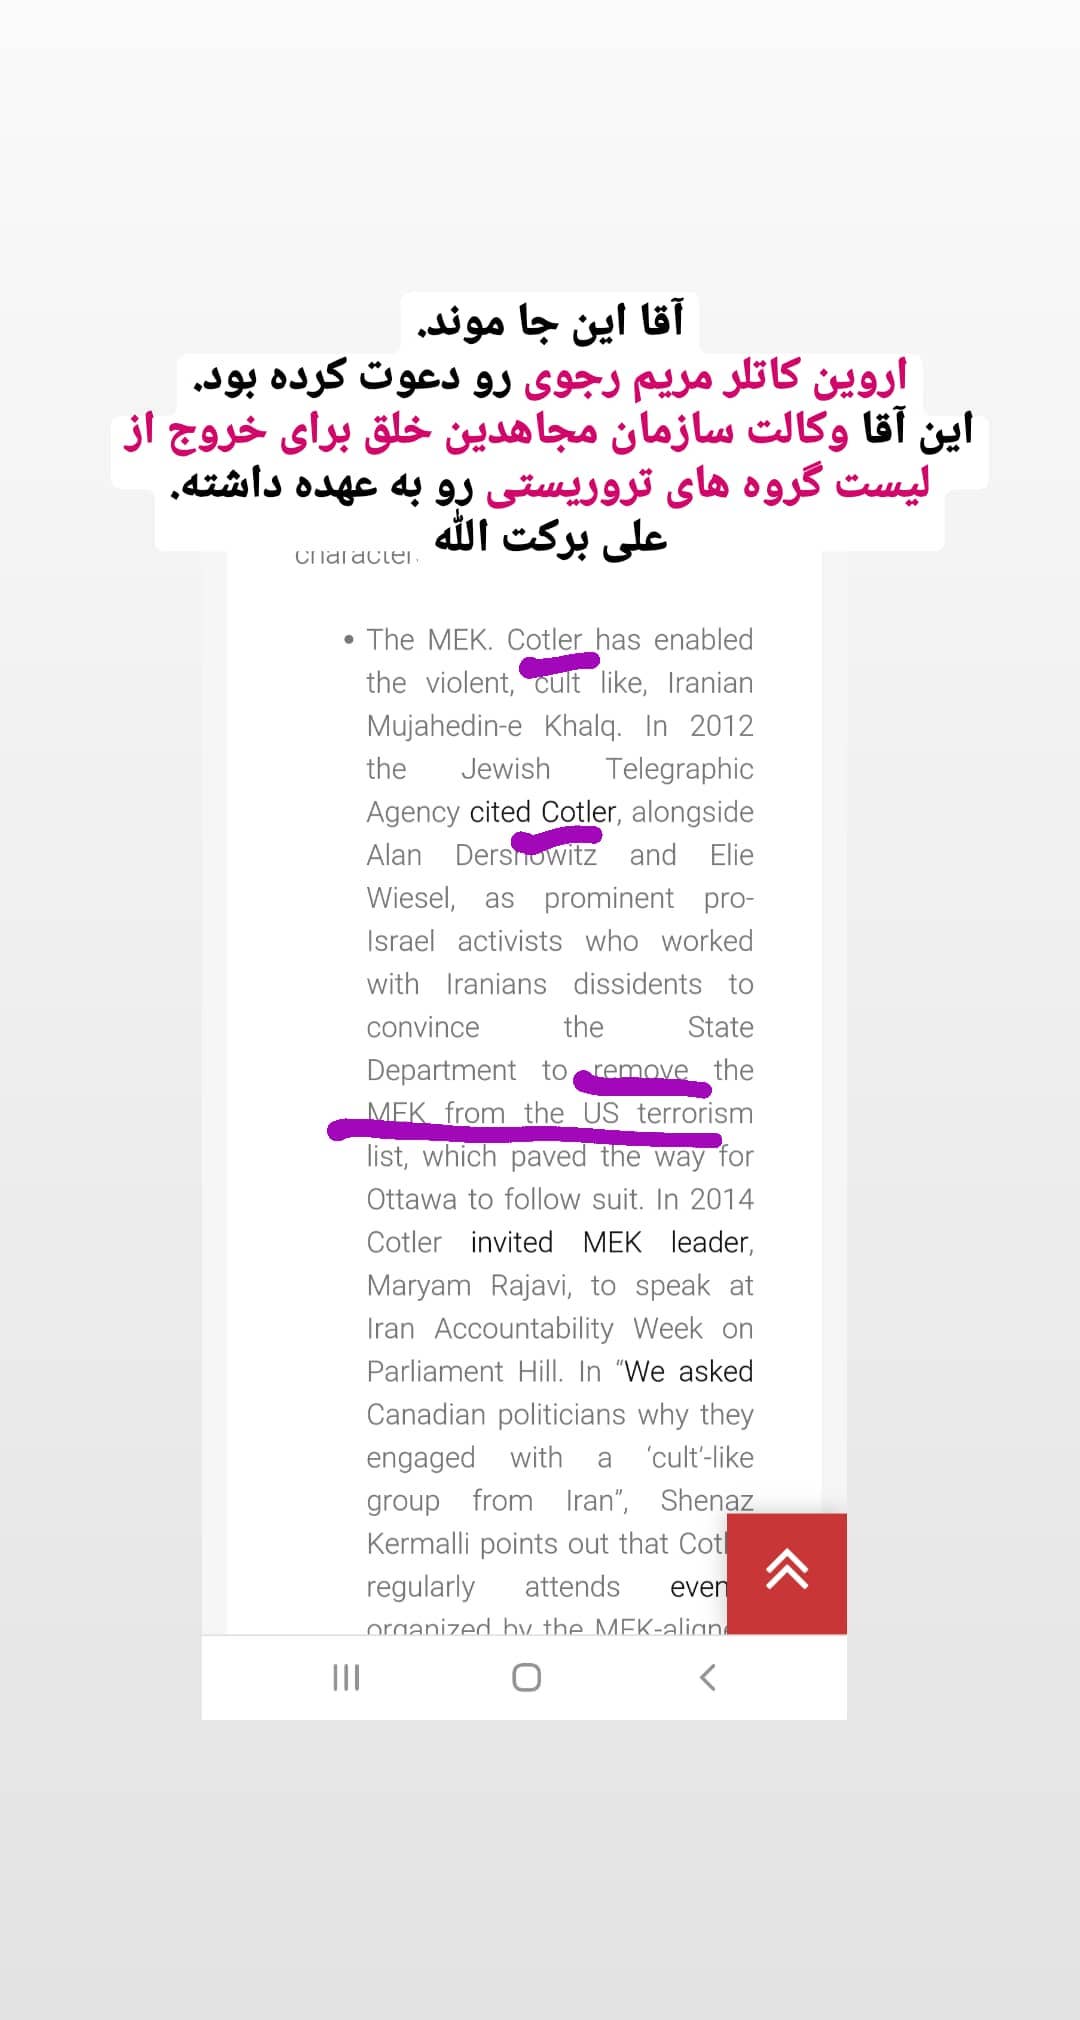 آقا این جا موند.
اروین کاتلر مریم رجوی رو دعوت کرده بود.
این آقا وکالت سازمان مجاهدین خلق برای خروج از
لیست گروه های تروریستی رو به عهده داشته.
علی برکت الله
character.
• The MEK. Cotler has enabled
the violent, cult like, Iranian
Mujahedin-e Khalq. In 2012
the Jewish Telegraphic
Agency cited Cotler, alongside
Alan Dershowitz and Elie
Wiesel, as prominent pro-
Israel activists who worked
with Iranians dissidents to
convince the State
Department to remove the
MEK from the US terrorism
list, which paved the way for
Ottawa to follow suit. In 2014
Cotler invited MEK leader,
Maryam Rajavi, to speak at
Iran Accountability Week on
Parliament Hill. In “We asked
Canadian politicians why they
engaged with a ‘cult’-like
group from Iran”, Shenaz
Kermalli points out that Cotl
regularly attends even
organized by the MEK-aligne